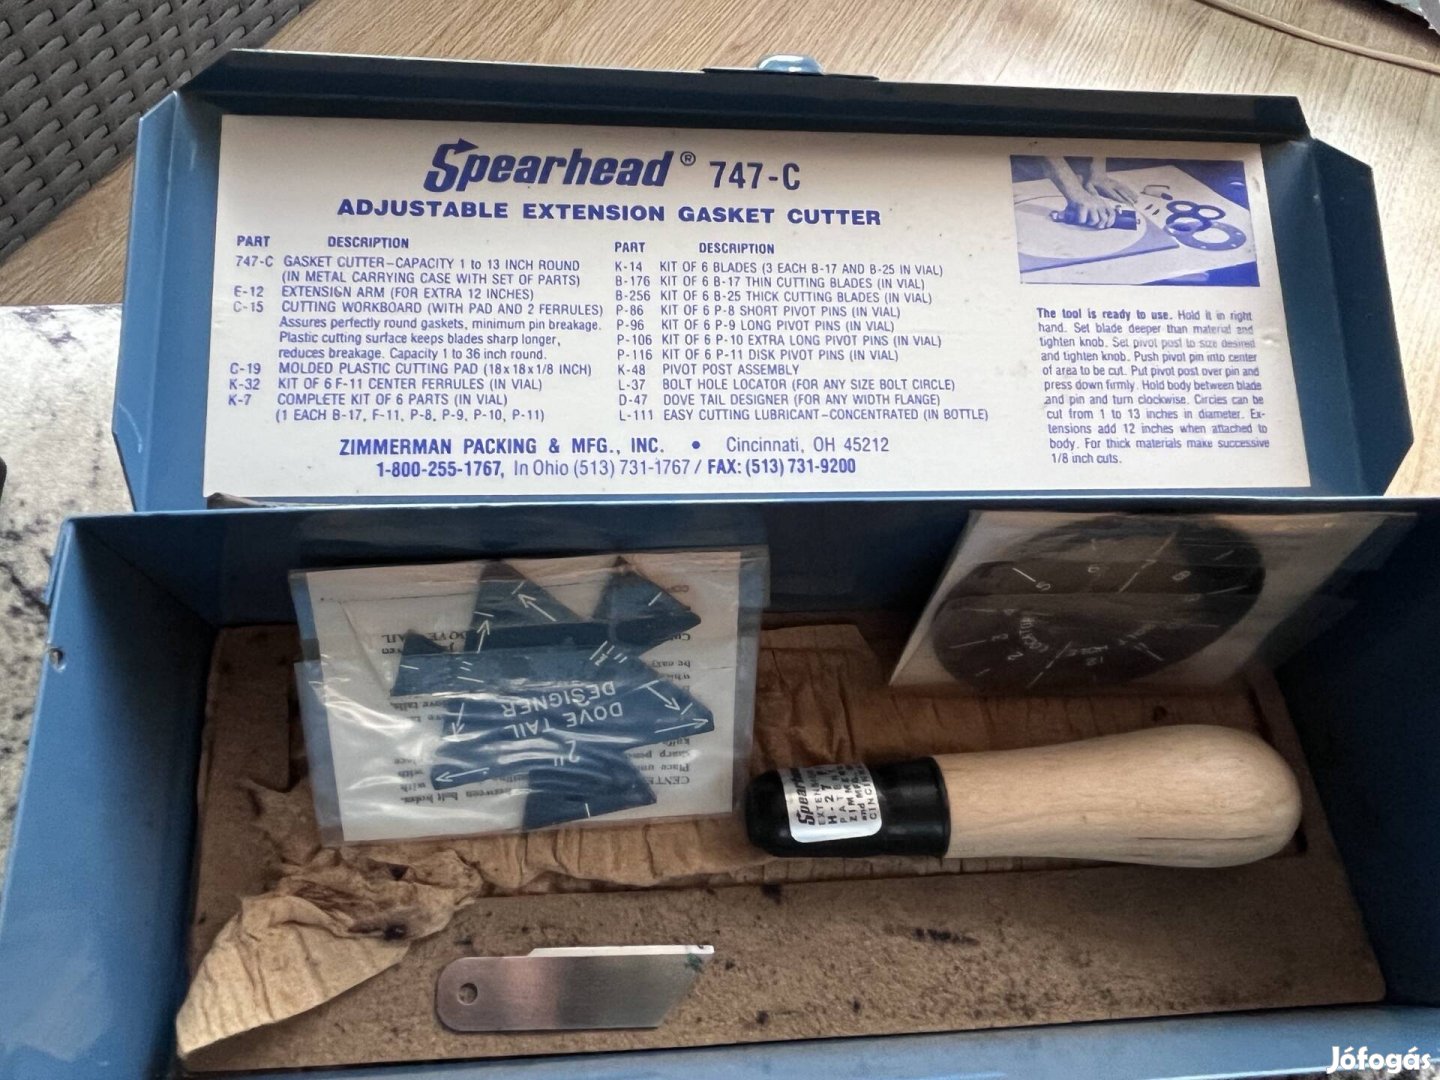 Spearhead® 747-C
ADJUSTABLE EXTENSION GASKET CUTTER
PART DESCRIPTION
747-C GASKET CUTTER–CAPACITY 1 to 13 INCH ROUND
(IN METAL CARRYING CASE WITH SET OF PARTS)
E-12 EXTENSION ARM (FOR EXTRA 12 INCHES)
C-15 CUTTING WORKBOARD (WITH PAD AND 2 FERRULES)
Assures perfectly round gaskets, minimum pin breakage.
Plastic cutting surface keeps blades sharp longer,
reduces breakage. Capacity 1 to 36 inch round.
C-19 MOLDED PLASTIC CUTTING PAD (18x18x1/8 INCH)
K-32 KIT OF 6 F-11 CENTER FERRULES (IN VIAL)
K-7 COMPLETE KIT OF 6 PARTS (IN VIAL)
(1 EACH B-17, F-11, P-8, P-9, P-10, P-11)
PART DESCRIPTION
K-14 KIT OF 6 BLADES (3 EACH B-17 AND B-25 IN VIAL)
B-176 KIT OF 6 B-17 THIN CUTTING BLADES (IN VIAL)
B-256 KIT OF 6 B-25 THICK CUTTING BLADES (IN VIAL)
P-86 KIT OF 6 P-8 SHORT PIVOT PINS (IN VIAL)
P-96 KIT OF 6 P-9 LONG PIVOT PINS (IN VIAL)
P-106 KIT OF 6 P-10 EXTRA LONG PIVOT PINS (IN VIAL)
P-116 KIT OF 6 P-11 DISK PIVOT PINS (IN VIAL)
K-48 PIVOT POST ASSEMBLY
L-37 BOLT HOLE LOCATOR (FOR ANY SIZE BOLT CIRCLE)
D-47 DOVE TAIL DESIGNER (FOR ANY WIDTH FLANGE)
L-111 EASY CUTTING LUBRICANT–CONCENTRATED (IN BOTTLE)
ZIMMERMAN PACKING & MFG., INC. • Cincinnati, OH 45212
1-800-255-1767, In Ohio (513) 731-1767 / FAX: (513) 731-9200
The tool is ready to use. Hold it in right
hand. Set blade deeper than material and
tighten knob. Set pivot post to size desired
and tighten knob. Push pivot pin into center
of area to be cut. Put pivot post over pin and
press down firmly. Hold body between blade
and pin and turn clockwise. Circles can be
cut from 1 to 13 inches in diameter. Ex-
tensions add 12 inches when attached to
body. For thick materials make successive
1/8 inch cuts.
DOVE TAIL
DESIGNER
2"
Spearhead
H-27
Jófogás